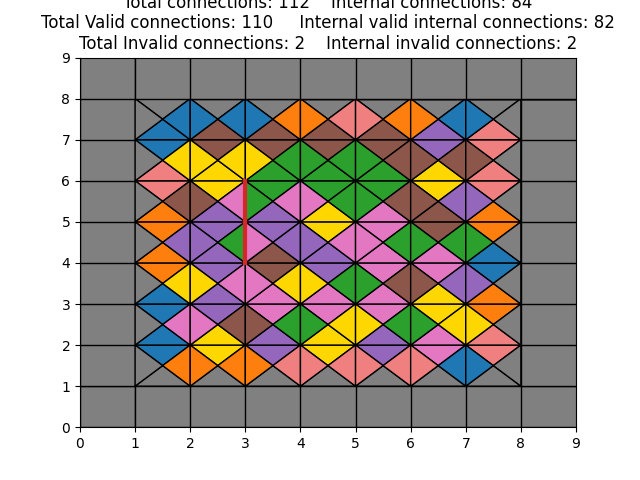 Total connections: 112    Internal connections: 84
Total Valid connections: 110    Internal valid internal connections: 82
Total Invalid connections: 2    Internal invalid connections: 2
9
8
7
6
5
4
3
2
1
0
0 1 2 3 4 5 6 7 8 9